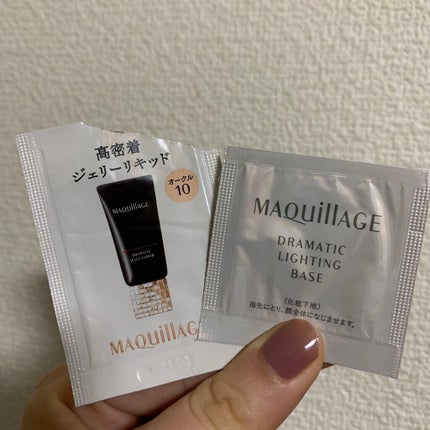 高密着
ジェリーリキッド
オークル
10
MAQuillAGE
DRAMATIC
JELLY LIQUID
MAQuillAGE
MAQuillAGE
DRAMATIC
LIGHTING
BASE
〈化粧下地〉
指先にとり、顔全体になじませます。